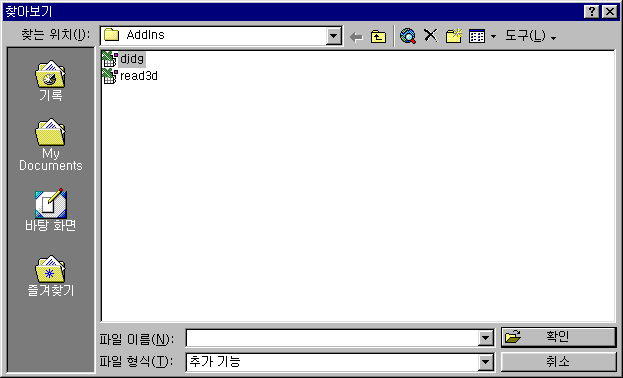 찾아보기
찾는 위치(I): AddIns 도구(L)
djdg
read3d
기록
My
Documents
바탕 화면
즐겨찾기
파일 이름(N): 확인
파일 형식(T): 추가 기능 취소